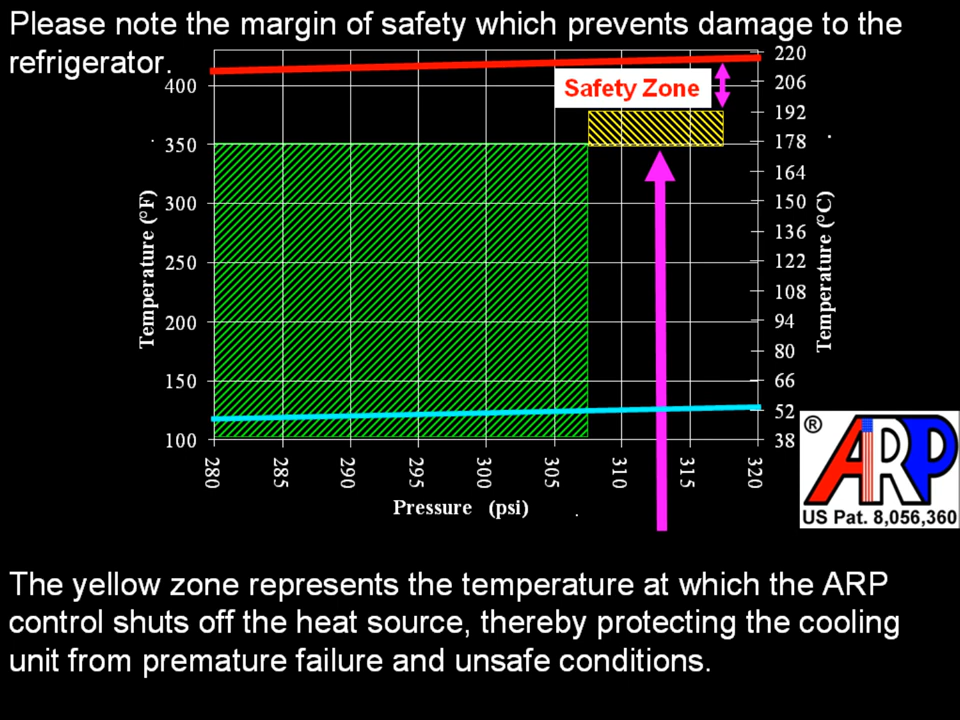 Please note the margin of safety which prevents damage to the
refrigerator.
Safety Zone
Temperature (°F)
400
350
300
250
200
150
100
220
206
192
178
164
150
136
122
108
94
80
66
52
38
Temperature (°C)
280
285
290
295
300
305
310
315
320
Pressure (psi)
®
ARP
US Pat. 8,056,360
The yellow zone represents the temperature at which the ARP
control shuts off the heat source, thereby protecting the cooling
unit from premature failure and unsafe conditions.